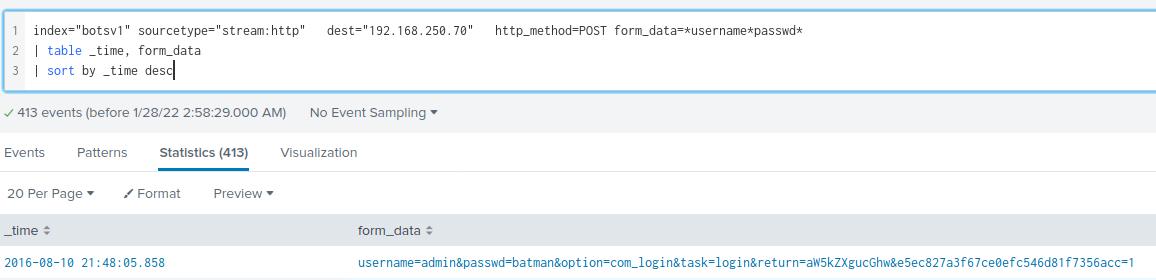 1 index="botsv1" sourcetype="stream:http" dest="192.168.250.70" http_method=POST form_data=*username*passwd*
2 | table _time, form_data
3 | sort by _time desc
413 events (before 1/28/22 2:58:29.000 AM) No Event Sampling
Events Patterns Statistics (413) Visualization
20 Per Page Format Preview
_time form_data
2016-08-10 21:48:05.858 username=admin&passwd=batman&option=com_login&task=login&return=aW5kZXgucGhw&e5ec827a3f67ce0efc546d81f7356acc=1